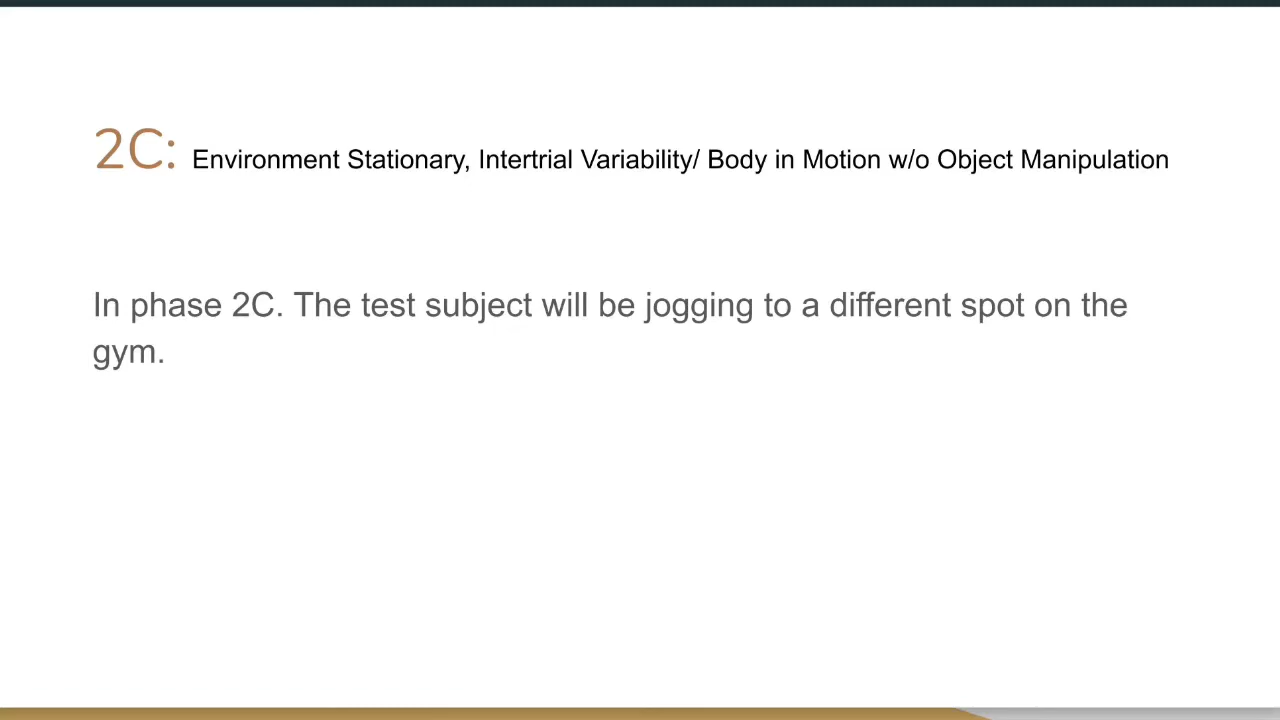 2C: Environment Stationary, Intertrial Variability/ Body in Motion w/o Object Manipulation
In phase 2C. The test subject will be jogging to a different spot on the
gym.